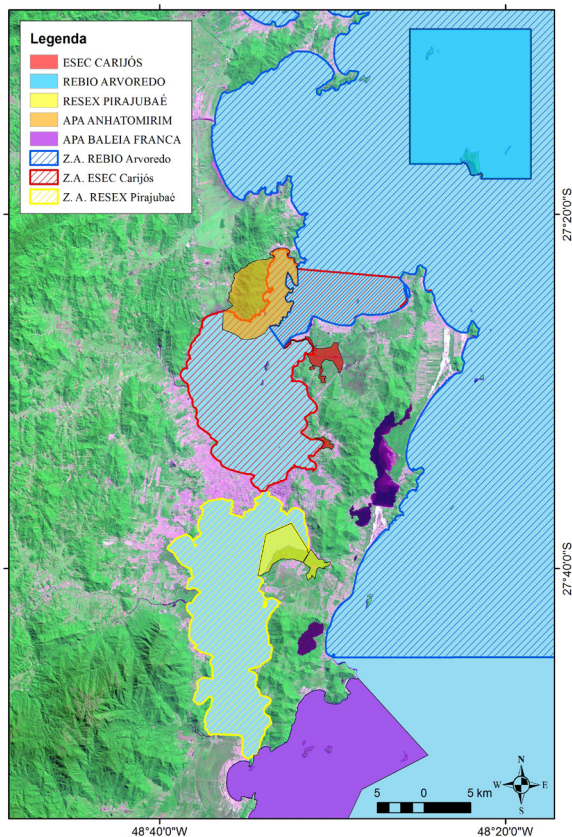 Legenda
ESEC CARIJÓS
REBIO ARVOREDO
RESEX PIRAJUBAÉ
APA ANHATOMIRIM
APA BALEIA FRANCA
Z.A. REBIO Arvoredo
Z.A. ESEC Carijós
Z. A. RESEX Pirajubaé
27°20'0"S
27°40'0"S
N
W E
S
5 0 5 km
48°40'0"W 48°20'0"W